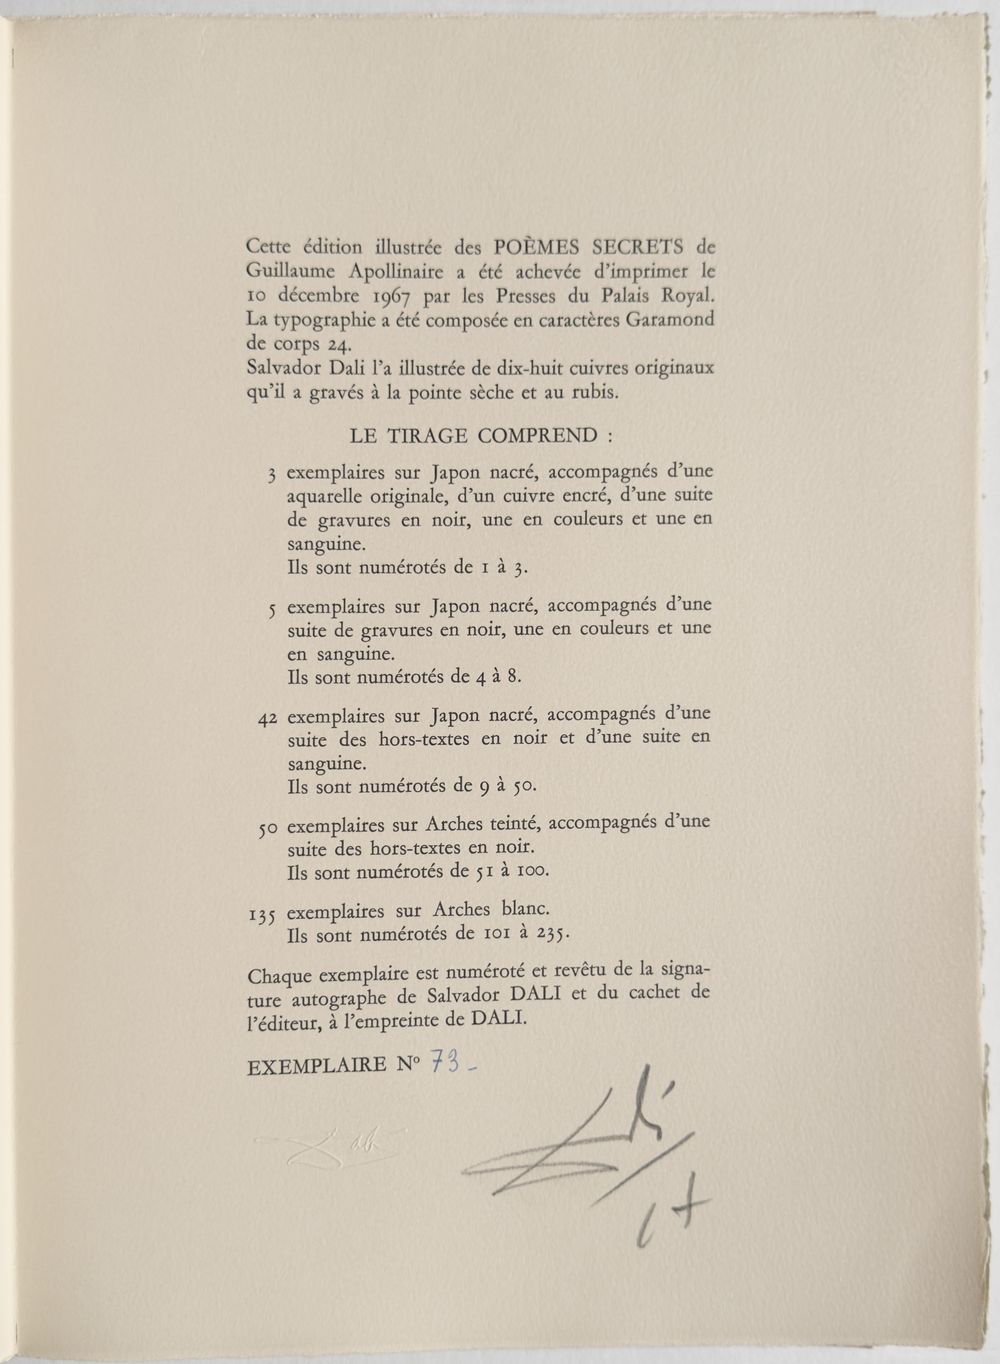 Cette édition illustrée des POÈMES SECRETS de
Guillaume Apollinaire a été achevée d'imprimer le
10 décembre 1967 par les Presses du Palais Royal.
La typographie a été composée en caractères Garamond
de corps 24.
Salvador Dali l'a illustrée de dix-huit cuivres originaux
qu'il a gravés à la pointe sèche et au rubis.
LE TIRAGE COMPREND :
3 exemplaires sur Japon nacré, accompagnés d'une
aquarelle originale, d'un cuivre encré, d'une suite
de gravures en noir, une en couleurs et une en
sanguine.
Ils sont numérotés de 1 à 3.
5 exemplaires sur Japon nacré, accompagnés d'une
suite de gravures en noir, une en couleurs et une
en sanguine.
Ils sont numérotés de 4 à 8.
42 exemplaires sur Japon nacré, accompagnés d'une
suite des hors-textes en noir et d'une suite en
sanguine.
Ils sont numérotés de 9 à 50.
50 exemplaires sur Arches teinté, accompagnés d'une
suite des hors-textes en noir.
Ils sont numérotés de 51 à 100.
135 exemplaires sur Arches blanc.
Ils sont numérotés de 101 à 235.
Chaque exemplaire est numéroté et revêtu de la signa-
ture autographe de Salvador DALI et du cachet de
l'éditeur, à l'empreinte de DALI.
EXEMPLAIRE Nº 73 -
Dali